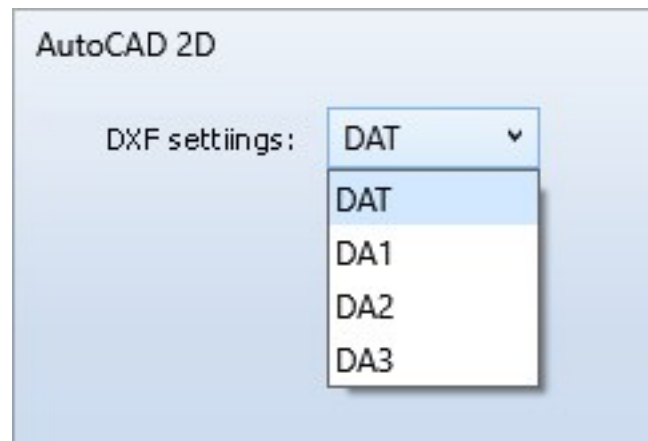 AutoCAD 2D
DXF settiings: DAT
DAT
DA1
DA2
DA3